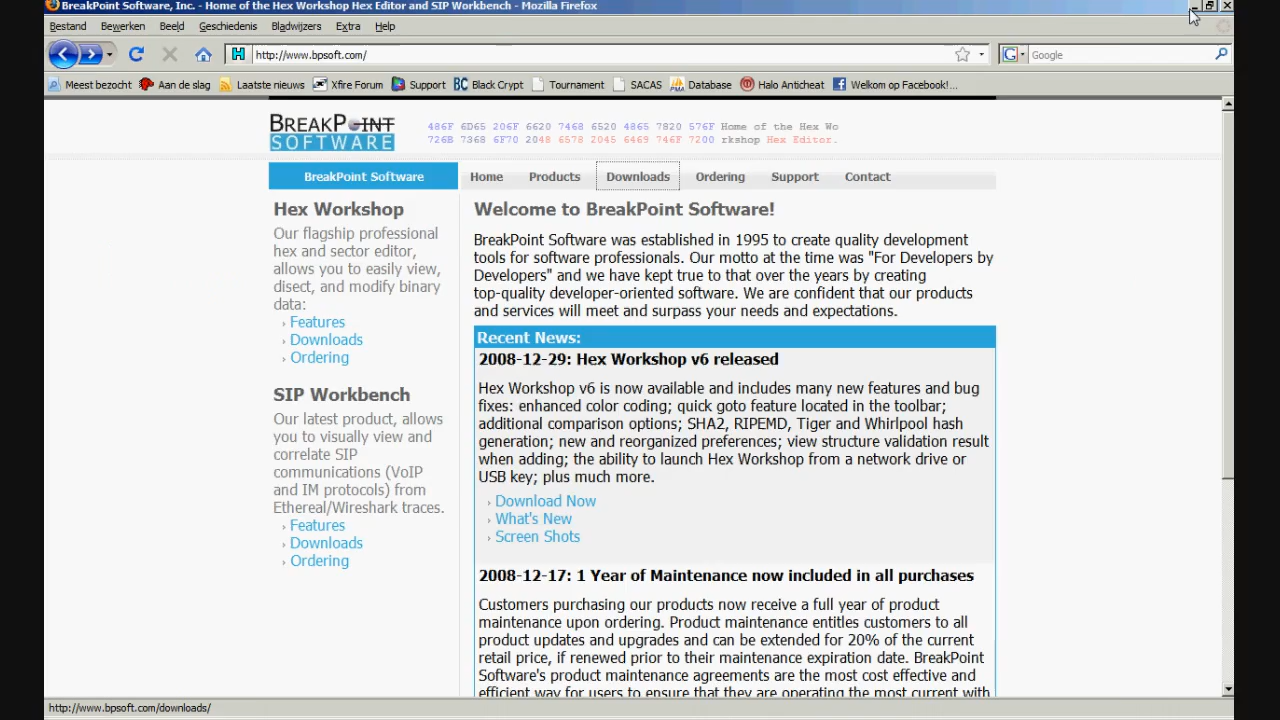 BreakPoint Software, Inc. - Home of the Hex Workshop Hex Editor and SIP Workbench - Mozilla Firefox
Bestand Bewerken Beeld Geschiedenis Bladwijzers Extra Help
http://www.bpsoft.com/ Google
Meest bezocht Aan de slag Laatste nieuws Xfire Forum Support Black Crypt Tournament SACAS Database Halo Anticheat Welkom op Facebook!...
BREAKPOINT
SOFTWARE
486F 6D65 206F 6620 7468 6520 4865 7820 576F Home of the Hex Wo
726B 7368 6F70 2048 6578 2045 6469 746F 7200 rkshop Hex Editor.
BreakPoint Software Home Products Downloads Ordering Support Contact
Hex Workshop
Our flagship professional
hex and sector editor,
allows you to easily view,
disect, and modify binary
data:
› Features
› Downloads
› Ordering
SIP Workbench
Our latest product, allows
you to visually view and
correlate SIP
communications (VoIP
and IM protocols) from
Ethereal/Wireshark traces.
› Features
› Downloads
› Ordering
Welcome to BreakPoint Software!
BreakPoint Software was established in 1995 to create quality development
tools for software professionals. Our motto at the time was "For Developers by
Developers" and we have kept true to that over the years by creating
top-quality developer-oriented software. We are confident that our products
and services will meet and surpass your needs and expectations.
Recent News:
2008-12-29: Hex Workshop v6 released
Hex Workshop v6 is now available and includes many new features and bug
fixes: enhanced color coding; quick goto feature located in the toolbar;
additional comparison options; SHA2, RIPEMD, Tiger and Whirlpool hash
generation; new and reorganized preferences; view structure validation result
when adding; the ability to launch Hex Workshop from a network drive or
USB key; plus much more.
› Download Now
› What's New
› Screen Shots
2008-12-17: 1 Year of Maintenance now included in all purchases
Customers purchasing our products now receive a full year of product
maintenance upon ordering. Product maintenance entitles customers to all
product updates and upgrades and can be extended for 20% of the current
retail price, if renewed prior to their maintenance expiration date. BreakPoint
Software's product maintenance agreements are the most cost effective and
efficient way for users to ensure that they are operating the most current with
http://www.bpsoft.com/downloads/